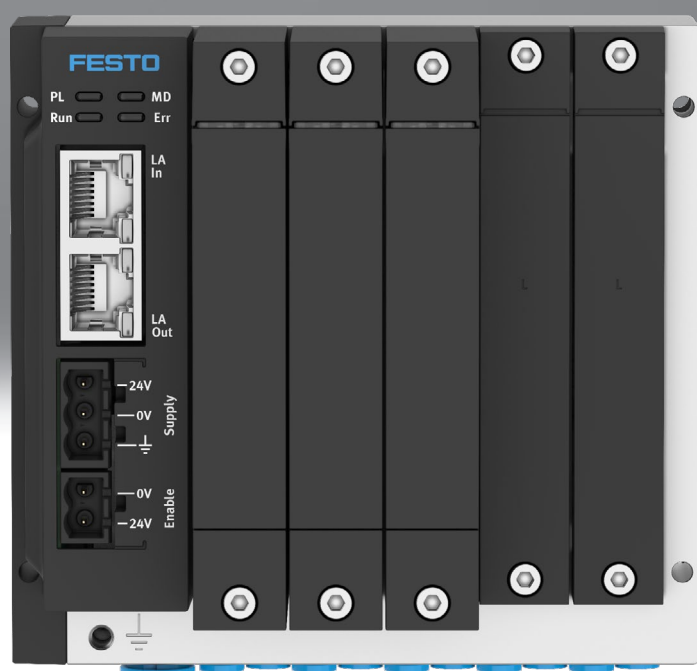 FESTO
PL MD
Run Err
LA
In
LA
Out
24V
0V
Supply
0V
24V
Enable
L L